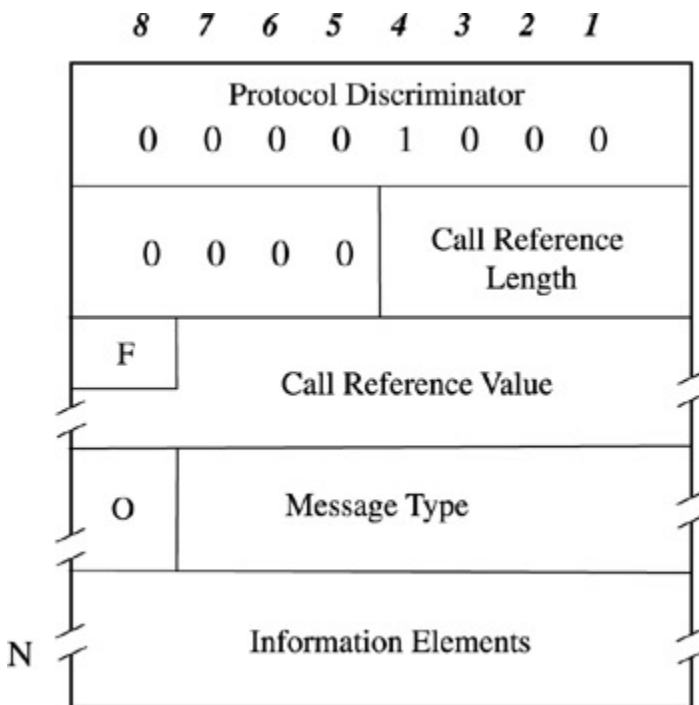 8 7 6 5 4 3 2 1
Protocol Discriminator
0 0 0 0 1 0 0 0
0 0 0 0
Call Reference
Length
F
Call Reference Value
O
Message Type
N
Information Elements